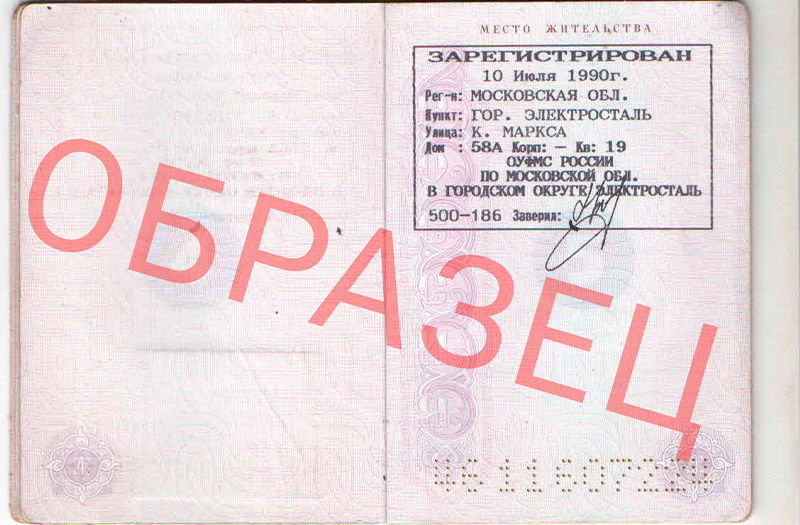 МЕСТО ЖИТЕЛЬСТВА
ЗАРЕГИСТРИРОВАН
10 Июля 1990г.
Рег-н: МОСКОВСКАЯ ОБЛ.
Пункт: ГОР. ЭЛЕКТРОСТАЛЬ
Улица: К. МАРКСА
Дом : 58А Корп: – Кв: 19
ОУФМС РОССИИ
ПО МОСКОВСКОЙ ОБЛ.
В ГОРОДСКОМ ОКРУГЕ ЭЛЕКТРОСТАЛЬ
500-186 Заверил:
ОБРАЗЕЦ